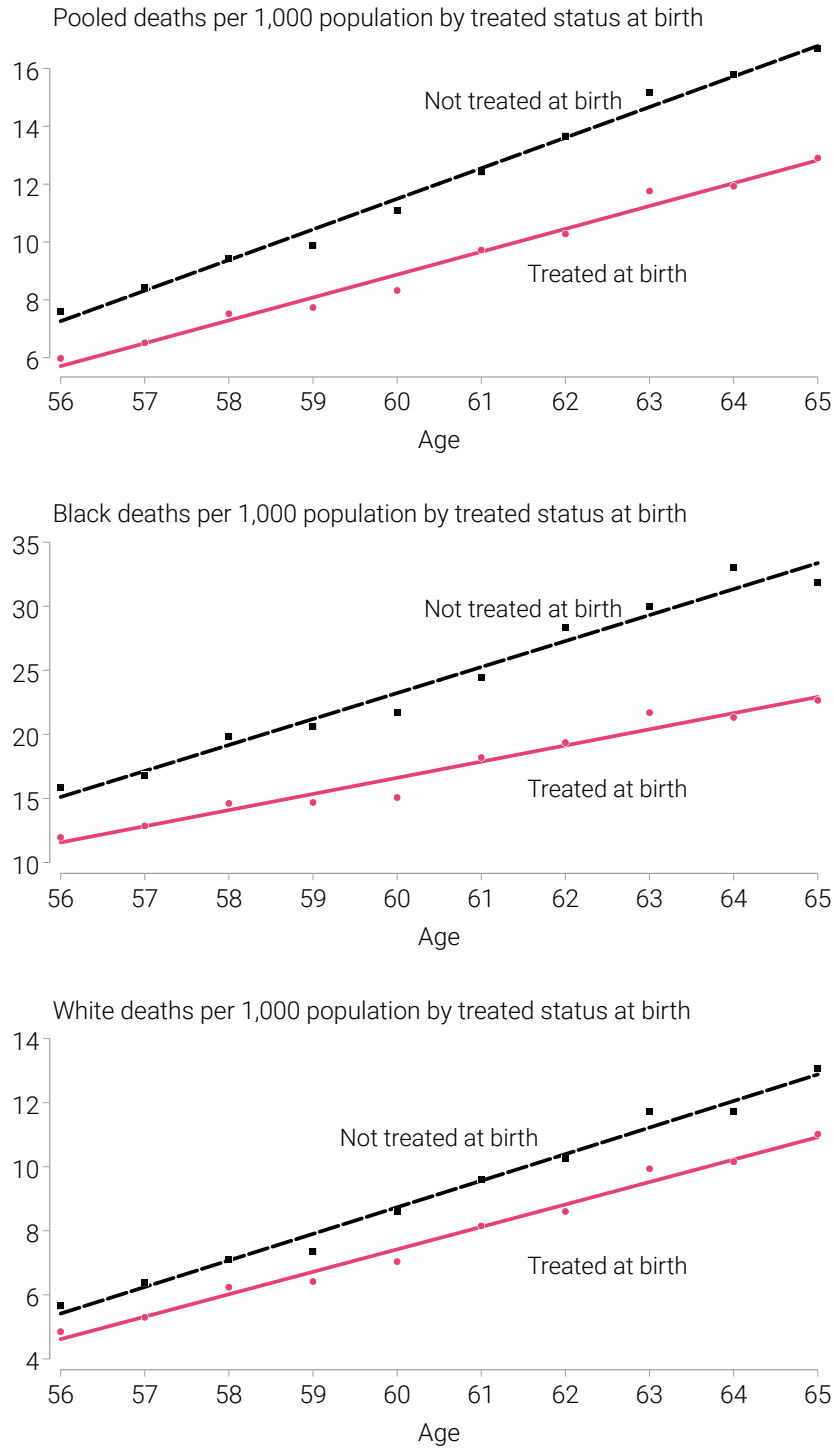 Pooled deaths per 1,000 population by treated status at birth
16
Not treated at birth
14
12
10
Treated at birth
8
6
56 57 58 59 60 61 62 63 64 65
Age
Black deaths per 1,000 population by treated status at birth
35
30
Not treated at birth
25
20
15
Treated at birth
10
56 57 58 59 60 61 62 63 64 65
Age
White deaths per 1,000 population by treated status at birth
14
12
Not treated at birth
10
8
Treated at birth
6
4
56 57 58 59 60 61 62 63 64 65
Age